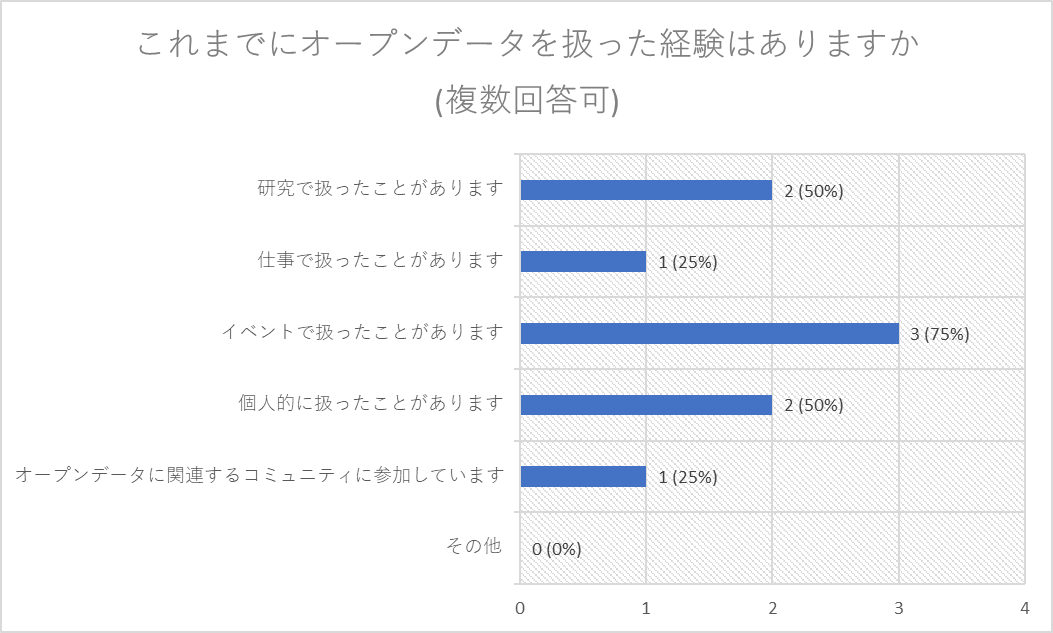 これまでにオープンデータを扱った経験はありますか
(複数回答可)
研究で扱ったことがあります
2 (50%)
仕事で扱ったことがあります
1 (25%)
イベントで扱ったことがあります
3 (75%)
個人的に扱ったことがあります
2 (50%)
オープンデータに関連するコミュニティに参加しています
1 (25%)
その他
0 (0%)
0 1 2 3 4